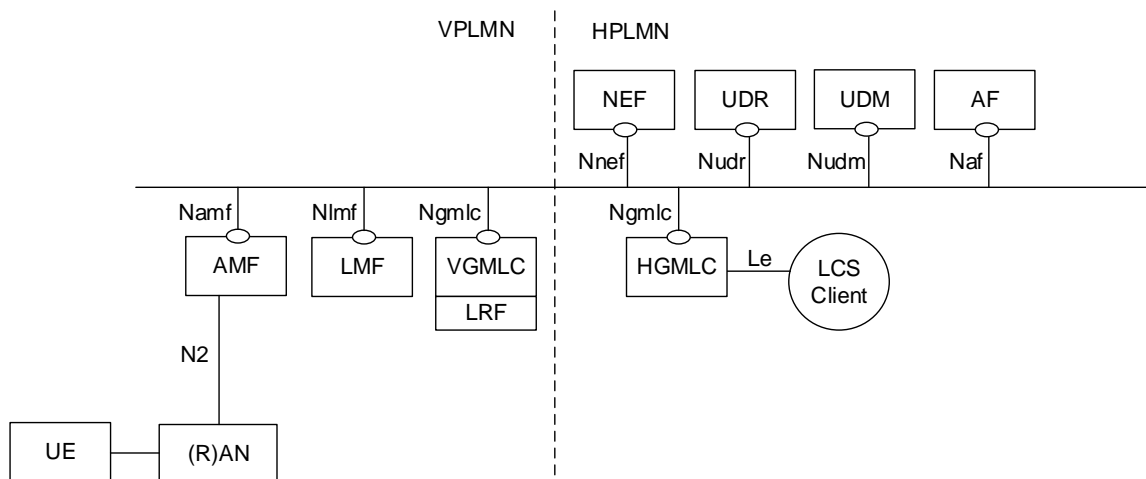 VPLMN HPLMN
NEF UDR UDM AF
Nnef Nudr Nudm Naf
Namf Nlmf Ngmlc Ngmlc
AMF LMF VGMLC HGMLC Le LCS
Client
LRF
N2
UE (R)AN